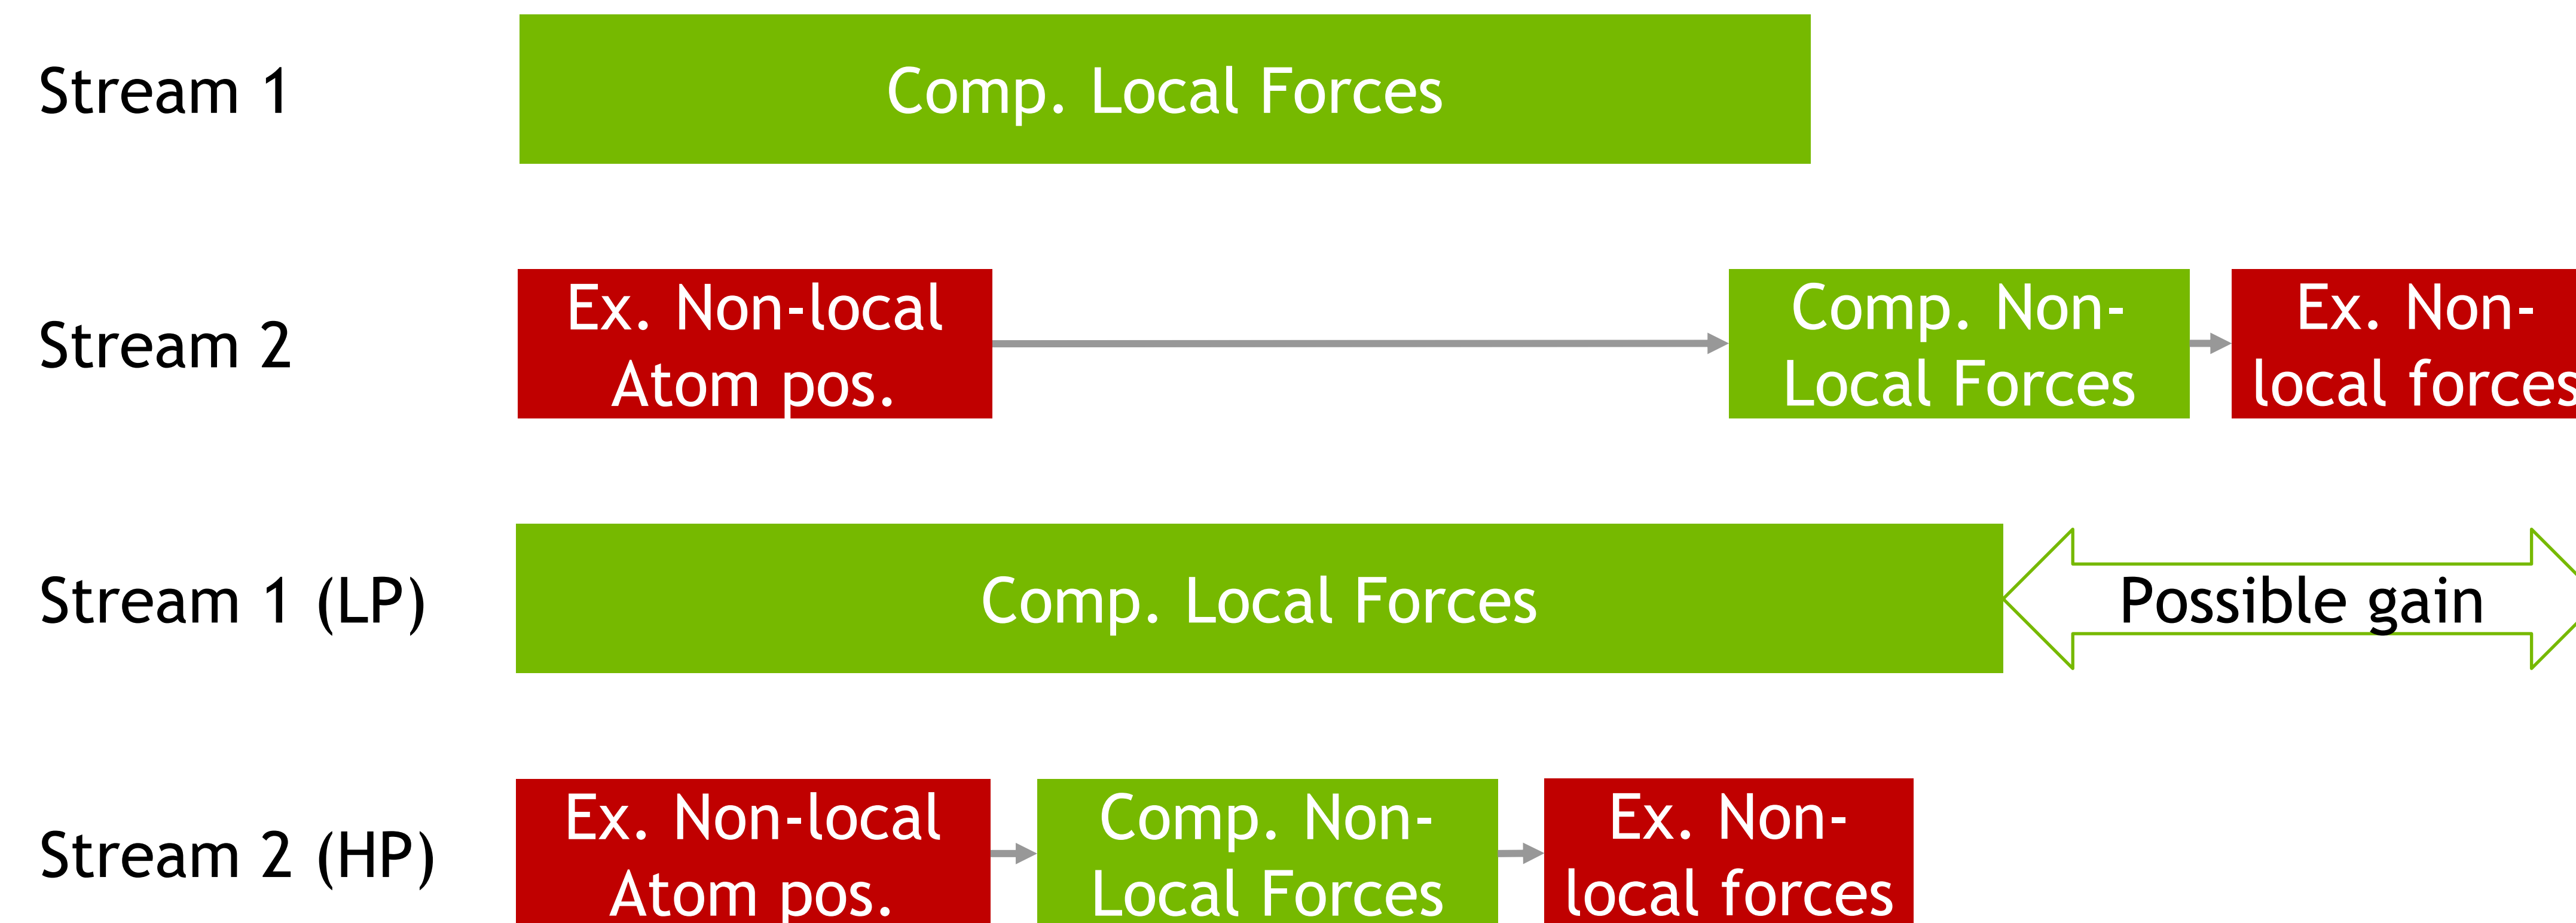 Stream 1
Comp. Local Forces
Stream 2
Ex. Non-local
Atom pos.
Comp. Non-
Local Forces
Ex. Non-
local forces
Stream 1 (LP)
Comp. Local Forces
Possible gain
Stream 2 (HP)
Ex. Non-local
Atom pos.
Comp. Non-
Local Forces
Ex. Non-
local forces